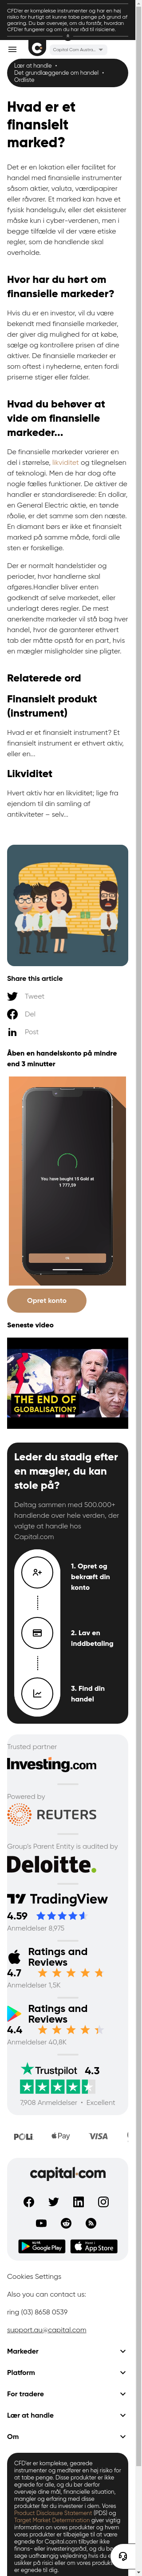 CFD'er er komplekse instrumenter og har en høj
risiko for hurtigt at kunne tabe penge på grund af
gearing. Du bør overveje, om du forstår, hvordan
CFD'er fungerer og om du har råd til risiciene.
Capital Com Austra...
Lær at handle •
Det grundlæggende om handel •
Ordliste
Hvad er et
finansielt
marked?
Det er en lokation eller facilitet for
handel med finansielle instrumenter
såsom aktier, valuta, værdipapirer
eller råvarer. Et marked kan have et
fysisk handelsgulv, eller det eksisterer
måske kun i cyber-verdenen, men i
begge tilfælde vil der være etiske
regler, som de handlende skal
overholde.
Hvor har du hørt om
finansielle markeder?
Hvis du er en investor, vil du være
bekendt med finansielle markeder,
som giver dig mulighed for at købe,
sælge og kontrollere prisen af dine
aktiver. De finansielle markeder er
som oftest i nyhederne, enten fordi
priserne stiger eller falder.
Hvad du behøver at
vide om finansielle
markeder...
De finansielle markeder varierer en
del i størrelse, likviditet og tilegnelsen
af teknologi. Men de har dog ofte
nogle fælles faktorer. De aktiver der
handler er standardiserede: En dollar,
en General Electric aktie, en tønde
råolie, er det samme som den næste.
En diamant børs er ikke et finansielt
marked på samme måde, fordi alle
sten er forskellige.
Der er normalt handelstider og
perioder, hvor handlerne skal
afgøres.Handler bliver enten
godkendt af selve markedet, eller
underlagt deres regler. De mest
anerkendte markeder vil slå sig bag hver
handel, hvor de garanterer ethvert
tab der måtte opstå fra en part, hvis
en mægler misligholder sine pligter.
Relaterede ord
Finansielt produkt
(instrument)
Hvad er et finansielt instrument? Et
finansielt instrument er ethvert aktiv,
eller en...
Likviditet
Hvert aktiv har en likviditet; lige fra
ejendom til din søring af
antikviteter – selv...
Share this article
Tweet
Del
Post
Åben en handelskonto på mindre
end 3 minutter
You have bought 15 Gold at
1 777,59
OK
Opret konto
Seneste video
THE END OF
GLOBALISATION?
Leder du stadig efter
en mægler, du kan
stole på?
Deltag sammen med 500.000+
handlende over hele verden, der
valgte at handle hos
Capital.com
1. Opret og
bekræft din
konto
2. Lav en
inddbetaling
3. Find din
handel
Trusted partner
Investing.com
Powered by
REUTERS
Group's Parent Entity is audited by
Deloitte.
TradingView
4.59
Anmeldelser 8,975
Ratings and
Reviews
4.7
Anmeldelser 1,5K
Ratings and
Reviews
4.4
Anmeldelser 40,8K
Trustpilot 4.3
7,908 Anmeldelser • Excellent
POLi
Apple Pay
VISA
capital.com
Google Play
App Store
Cookies Settings
Also you can contact us:
ring (03) 8658 0539
support.au@capital.com
Markeder
Platform
For tradere
Lær at handle
Om
CFD'er er komplekse, gearede
instrumenter og medfører en høj risiko for
at tabe penge. Disse produkter er ikke
egnede for alle, og du bør derfor
overveje dine mål, finansielle situation,
erfaring og andre elementer som
disse produkter før du investerer i dem. Vores
Product Disclosure Statement (PDS) og
Target Market Determination giver vigtig
information om vores produkter og om
vores produkter er tilbøjelige til at være
egnede for Capital.com tilbyder ikke
finans- eller investeringsråd, og du bør
søge uafhængig vejledning hvis du er
usikker på risici eller om vores produkter
er egnede til dig.